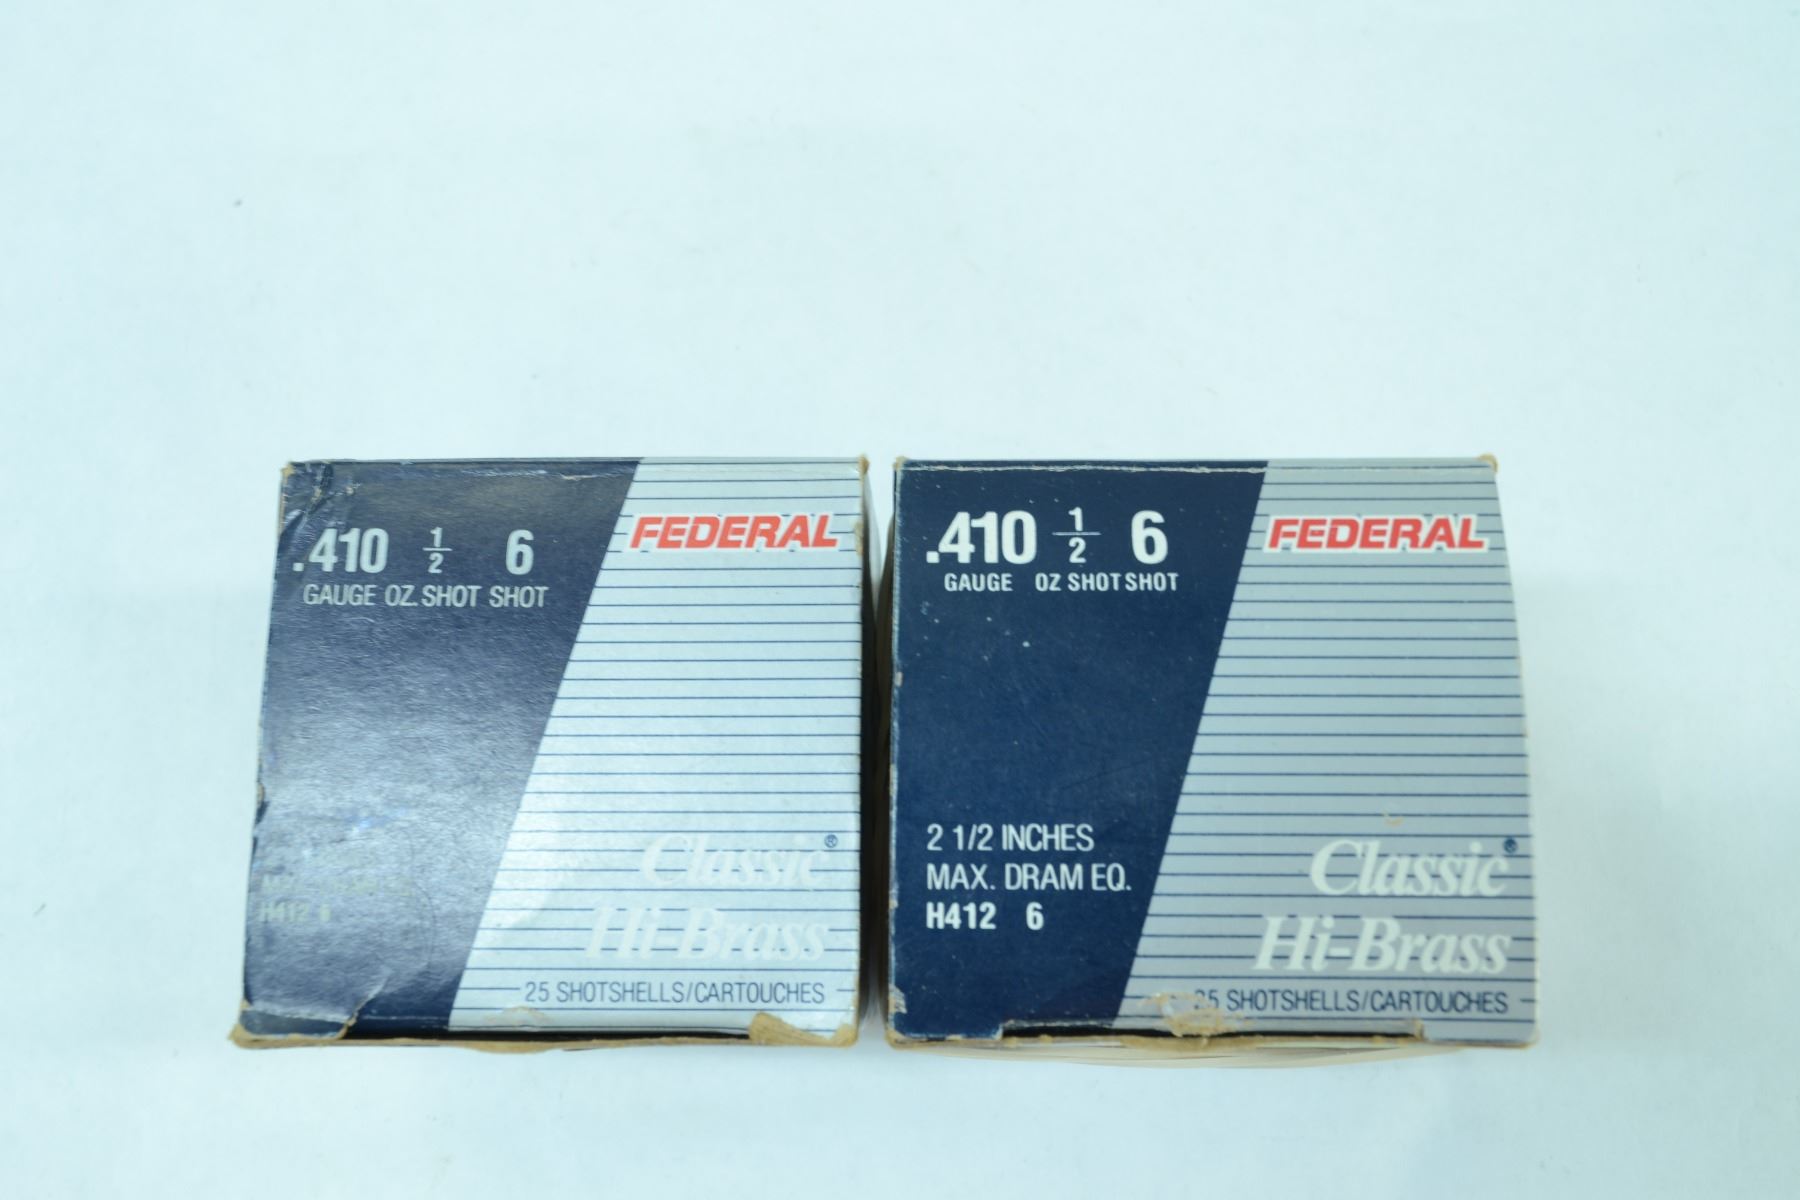 .410 1/2 6
GAUGE OZ. SHOT SHOT
FEDERAL
H412 6
Classic®
Hi-Brass
25 SHOTSHELLS/CARTOUCHES
.410 1/2 6
GAUGE OZ SHOT SHOT
FEDERAL
2 1/2 INCHES
MAX. DRAM EQ.
H412 6
Classic®
Hi-Brass
25 SHOTSHELLS/CARTOUCHES